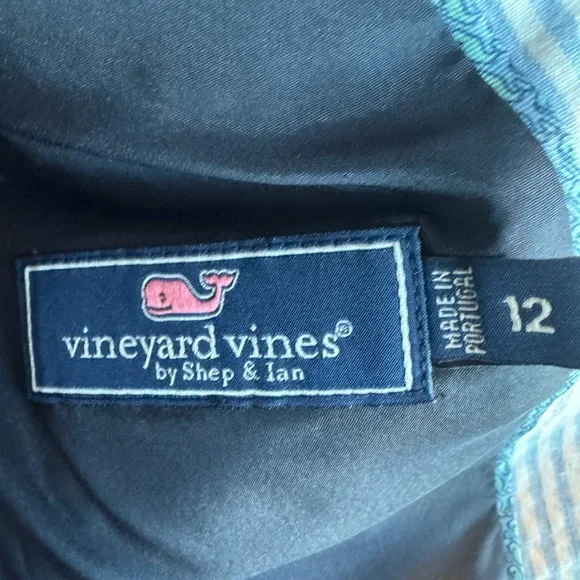 vineyard vines®
by Shep & Ian
MADE IN
PORTUGAL
12